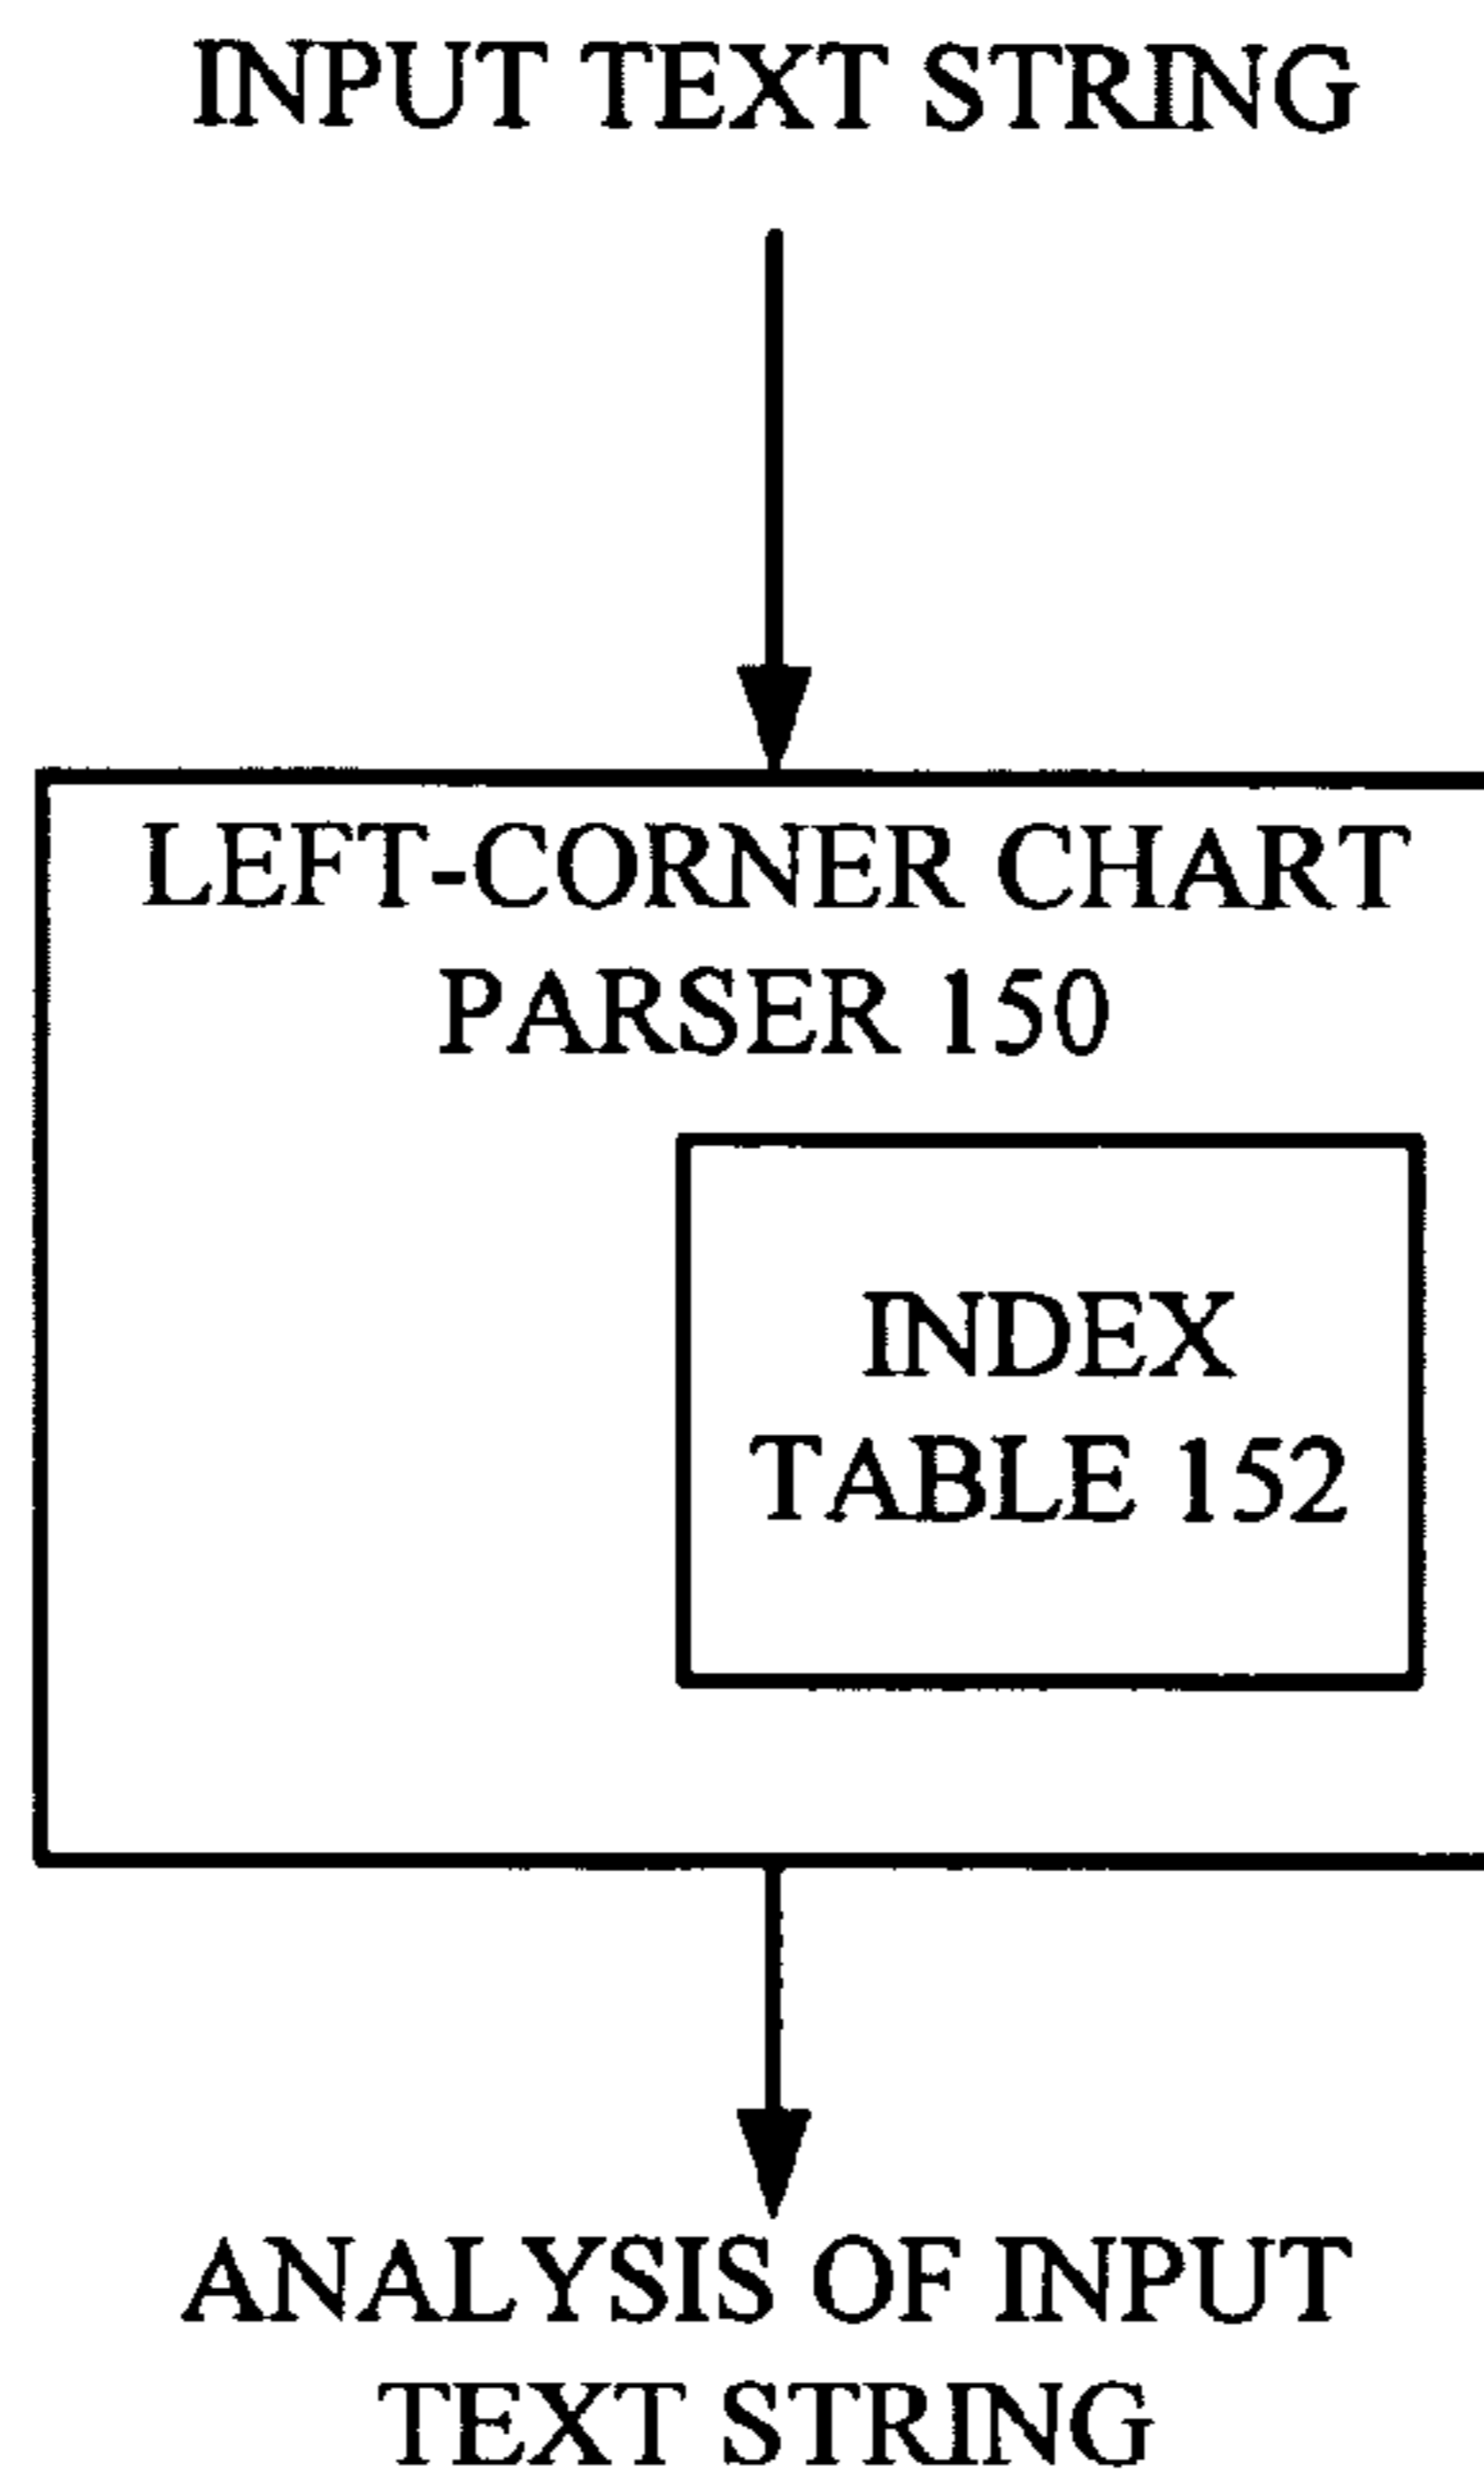 INPUT TEXT STRING
LEFT-CORNER CHART
PARSER 150
INDEX
TABLE 152
ANALYSIS OF INPUT
TEXT STRING